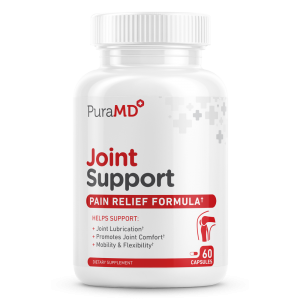 PuraMD
Joint
Support
PAIN RELIEF FORMULA†
HELPS SUPPORT:
• Joint Lubrication†
• Promotes Joint Comfort†
• Mobility & Flexibility†
60
CAPSULES
DIETARY SUPPLEMENT